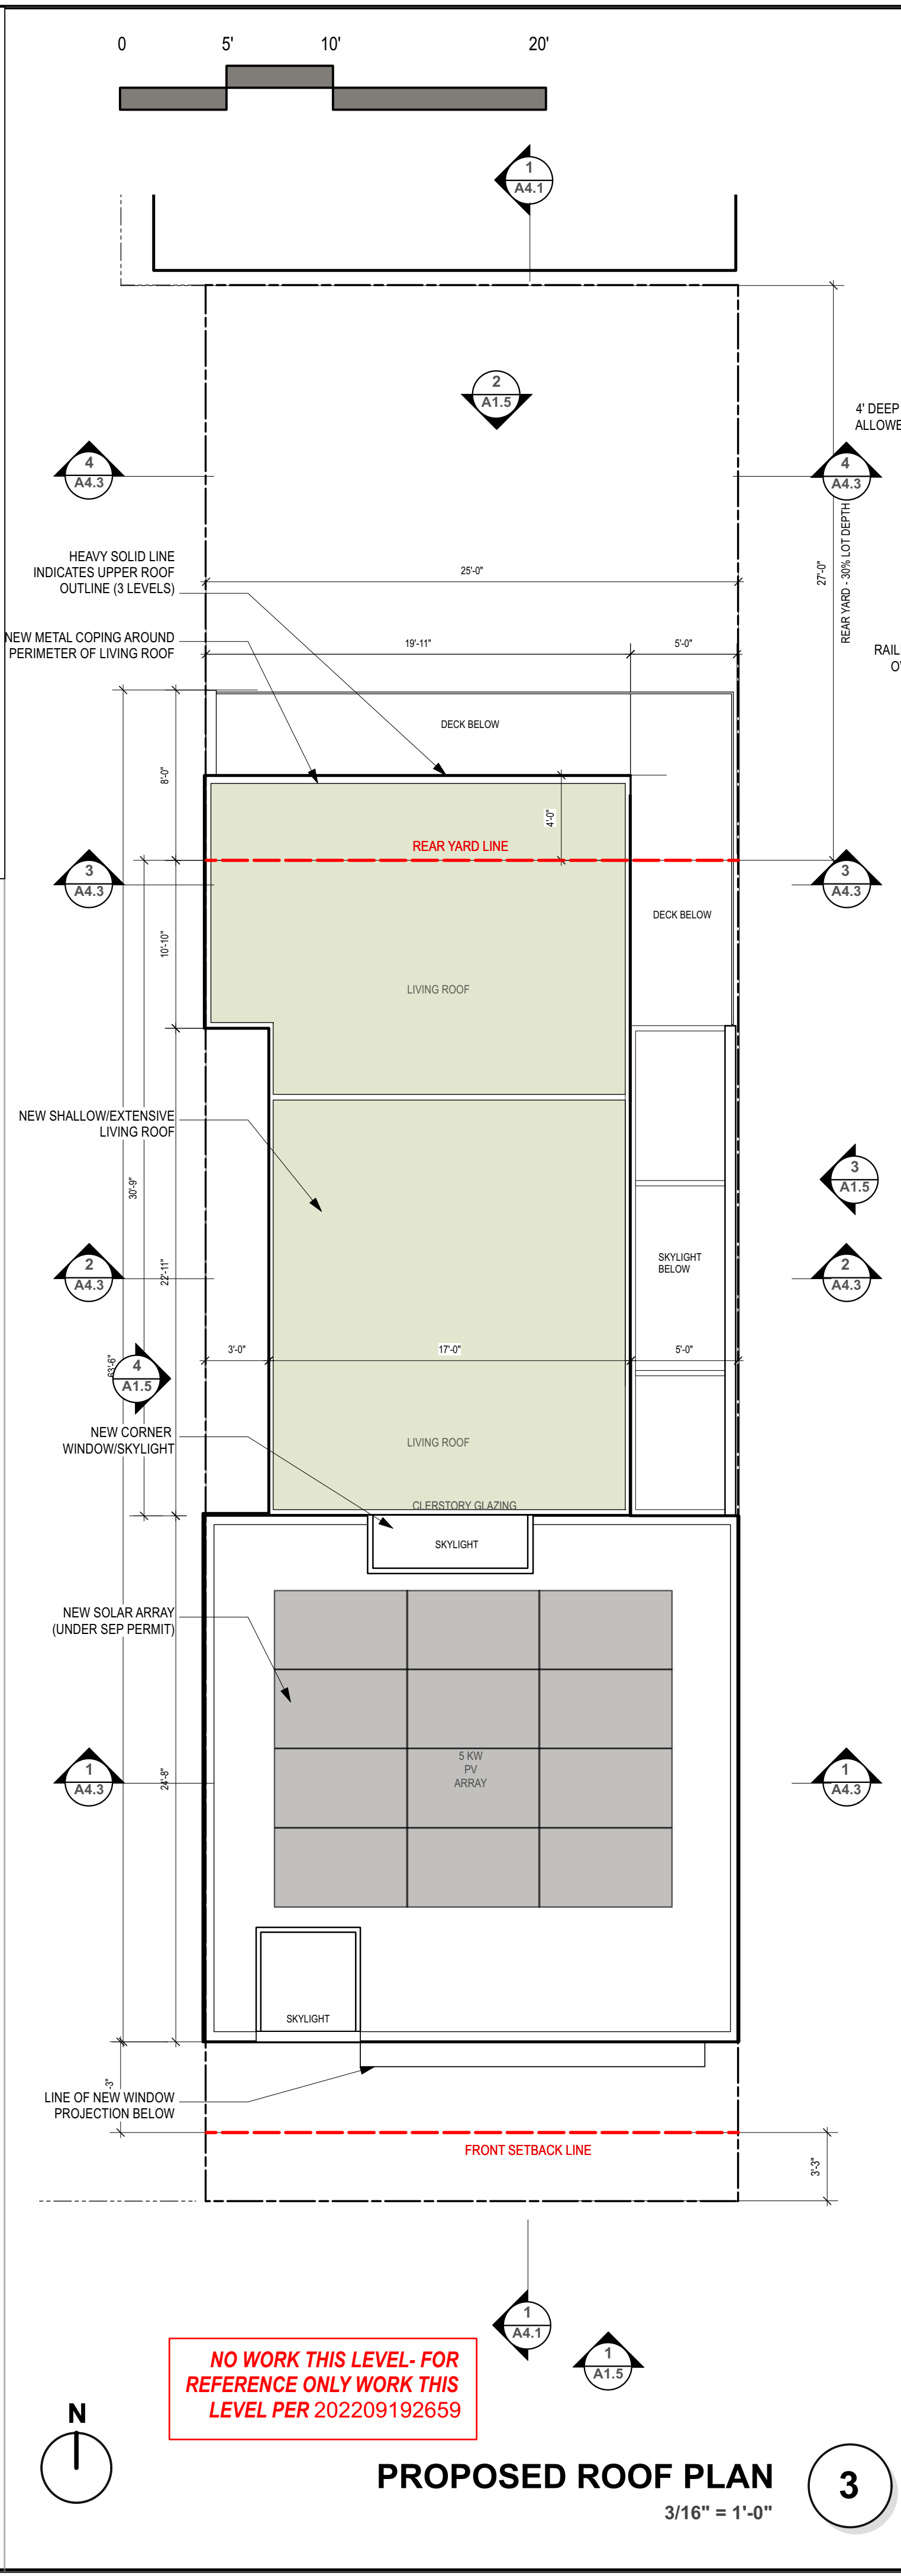 0 5' 10' 20'
1
A4.1
2
A1.5
4' DEEP
ALLOWE
4
A4.3
4
A4.3
REAR YARD - 30% LOT DEPTH
27'-0"
HEAVY SOLID LINE
INDICATES UPPER ROOF
OUTLINE (3 LEVELS)
25'-0"
NEW METAL COPING AROUND
PERIMETER OF LIVING ROOF
19'-11"
5'-0"
RAIL
DECK BELOW
8'-0"
4'-0"
REAR YARD LINE
3
A4.3
3
A4.3
DECK BELOW
10'-10"
LIVING ROOF
NEW SHALLOW/EXTENSIVE
LIVING ROOF
30'-9"
3
A1.5
2
A4.3
22'-11"
SKYLIGHT
BELOW
2
A4.3
3'-0"
17'-0"
5'-0"
63'-6"
4
A1.5
NEW CORNER
WINDOW/SKYLIGHT
LIVING ROOF
CLERSTORY GLAZING
SKYLIGHT
NEW SOLAR ARRAY
(UNDER SEP PERMIT)
5 KW
PV
ARRAY
1
A4.3
24'-8"
1
A4.3
SKYLIGHT
-3"
LINE OF NEW WINDOW
PROJECTION BELOW
FRONT SETBACK LINE
3'-3"
1
A4.1
1
A1.5
NO WORK THIS LEVEL- FOR
REFERENCE ONLY WORK THIS
LEVEL PER 202209192659
N
PROPOSED ROOF PLAN
3
3/16" = 1'-0"